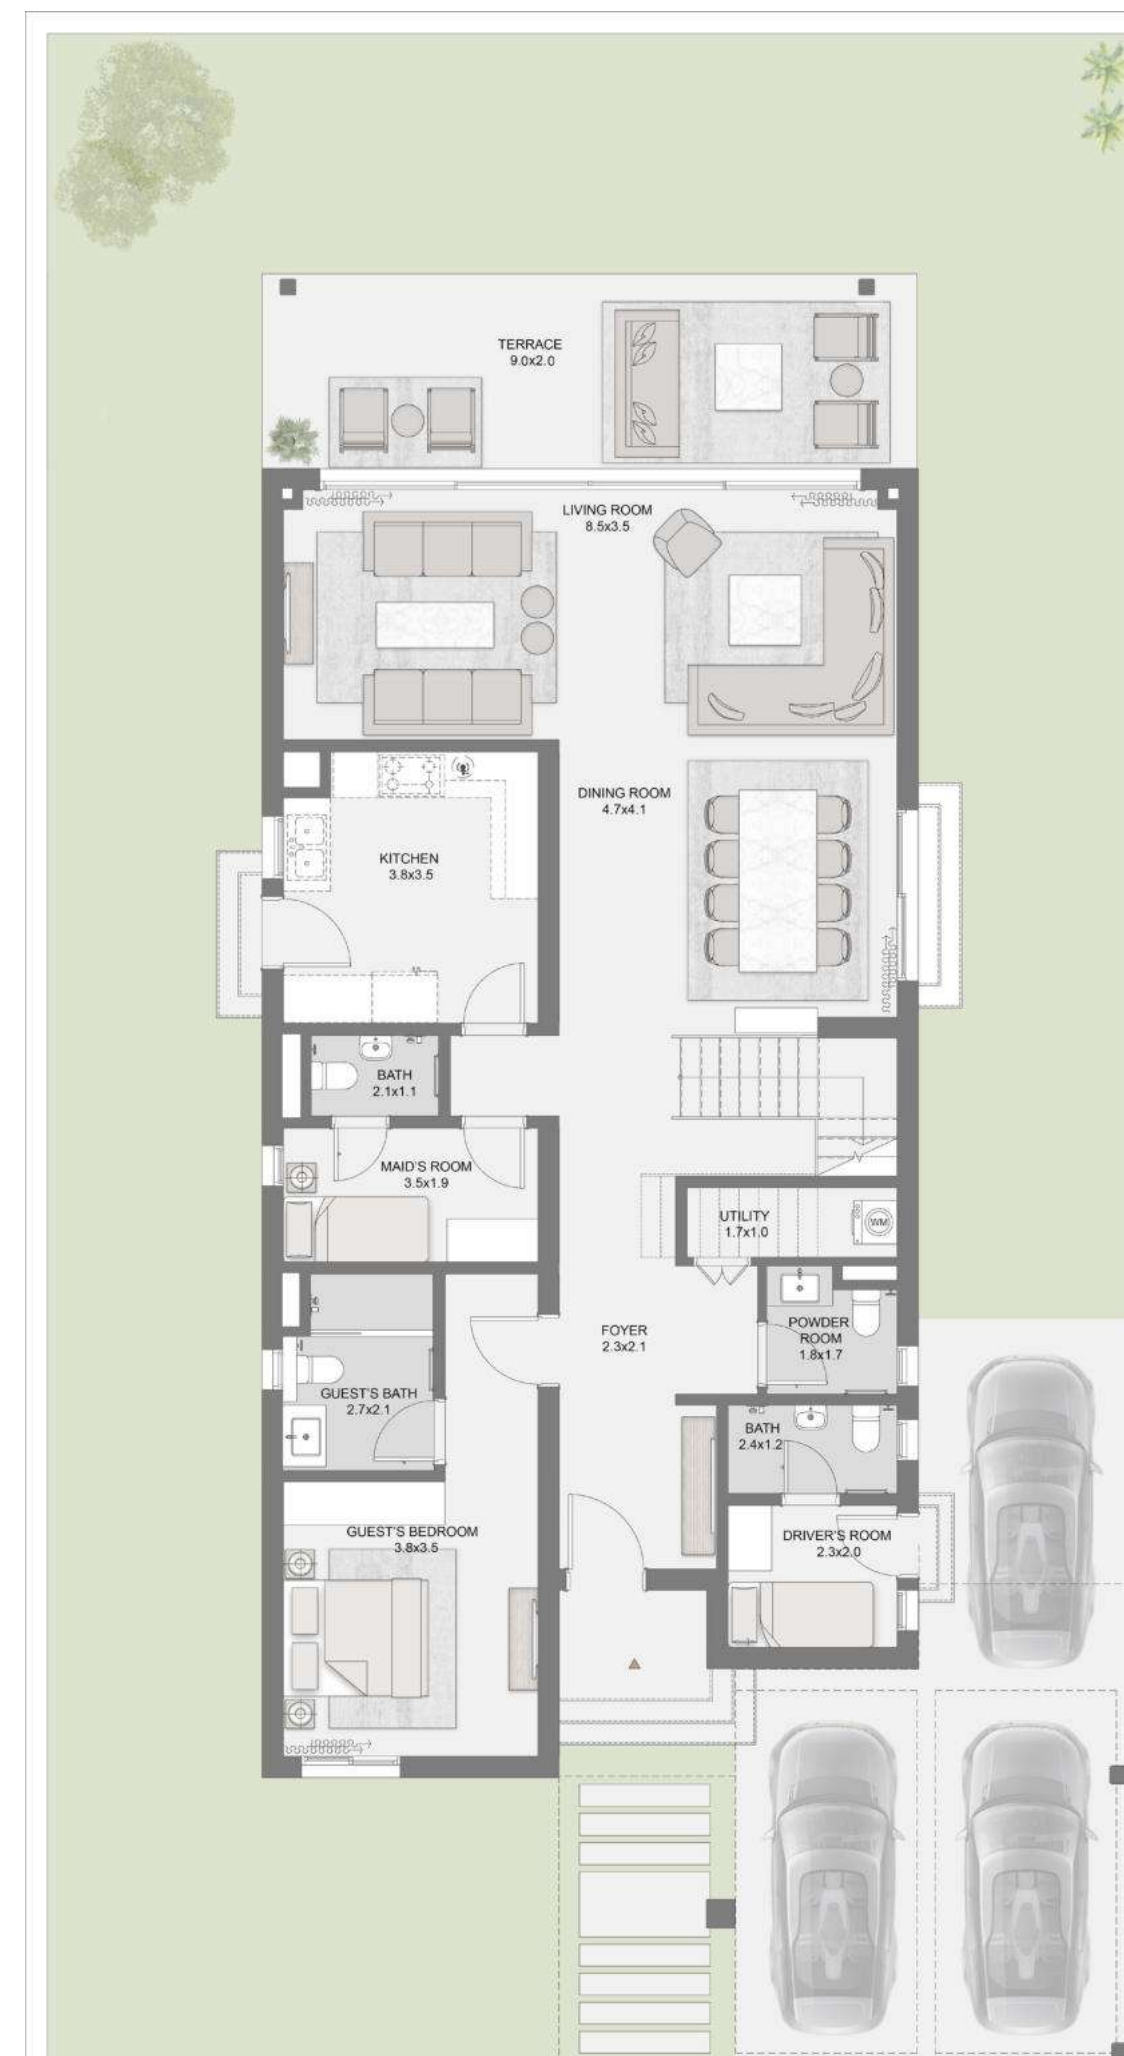 TERRACE
9.0x2.0
LIVING ROOM
8.5x3.5
DINING ROOM
4.7x4.1
KITCHEN
3.8x3.5
BATH
2.1x1.1
MAID'S ROOM
3.5x1.9
UTILITY
1.7x1.0
WM
FOYER
2.3x2.1
POWDER
ROOM
1.8x1.7
GUEST'S BATH
2.7x2.1
BATH
2.4x1.2
GUEST'S BEDROOM
3.8x3.5
DRIVER'S ROOM
2.3x2.0